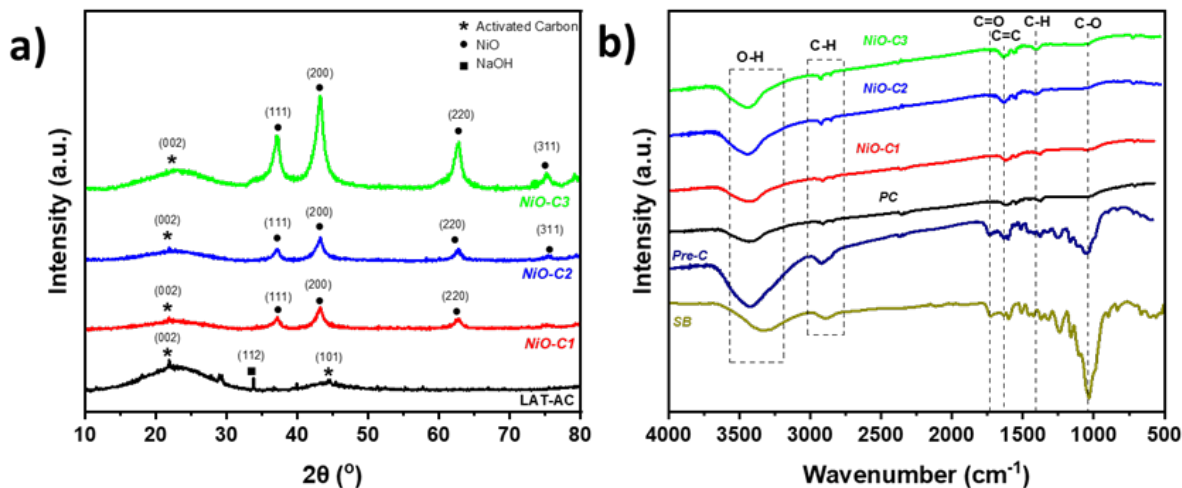 a)
* Activated Carbon
● NiO
■ NaOH
(002)
*
(111)
●
(200)
●
(220)
●
(311)
●
NiO-C3
(002)
*
(111)
●
(200)
●
(220)
●
(311)
●
NiO-C2
(002)
*
(111)
●
(200)
●
(220)
●
NiO-C1
(002)
*
(112)
■
(101)
*
LAT-AC
Intensity (a.u.)
10 20 30 40 50 60 70 80
2θ (°)
b)
C=O C-H C-O
C=C
O-H
C-H
NiO-C3
NiO-C2
NiO-C1
PC
Pre-C
SB
Intensity (a.u.)
4000 3500 3000 2500 2000 1500 1000 500
Wavenumber (cm⁻¹)